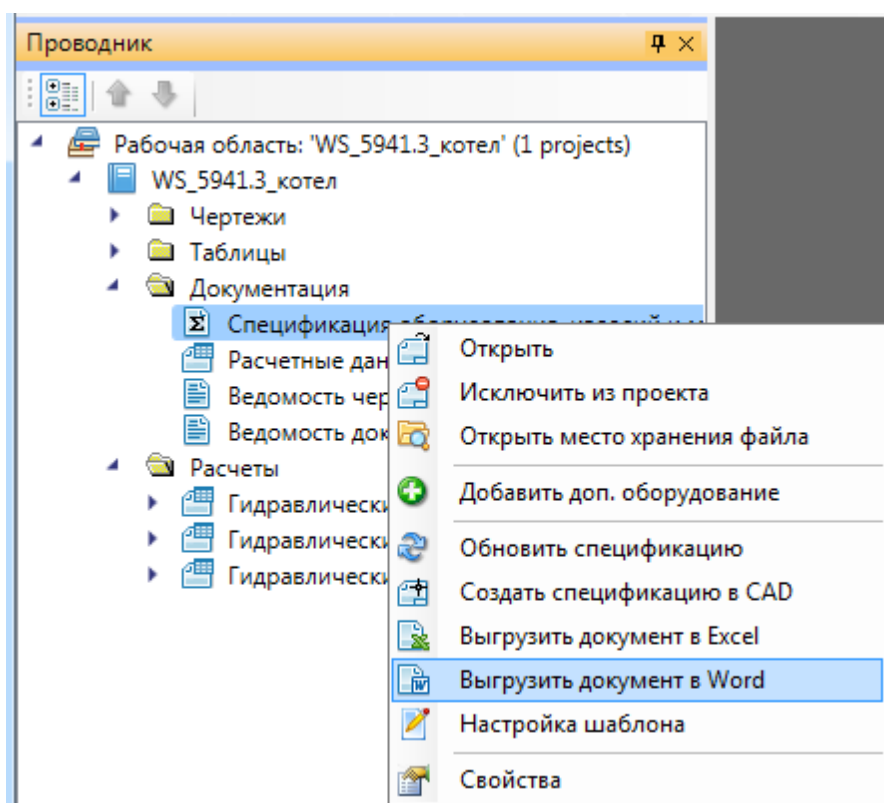 Проводник
Рабочая область: 'WS_5941.3_котел' (1 projects)
WS_5941.3_котел
Чертежи
Таблицы
Документация
Спецификация
Расчетные дан
Ведомость чер
Ведомость док
Расчеты
Гидравлически
Гидравлически
Гидравлически
Открыть
Исключить из проекта
Открыть место хранения файла
Добавить доп. оборудование
Обновить спецификацию
Создать спецификацию в CAD
Выгрузить документ в Excel
Выгрузить документ в Word
Настройка шаблона
Свойства